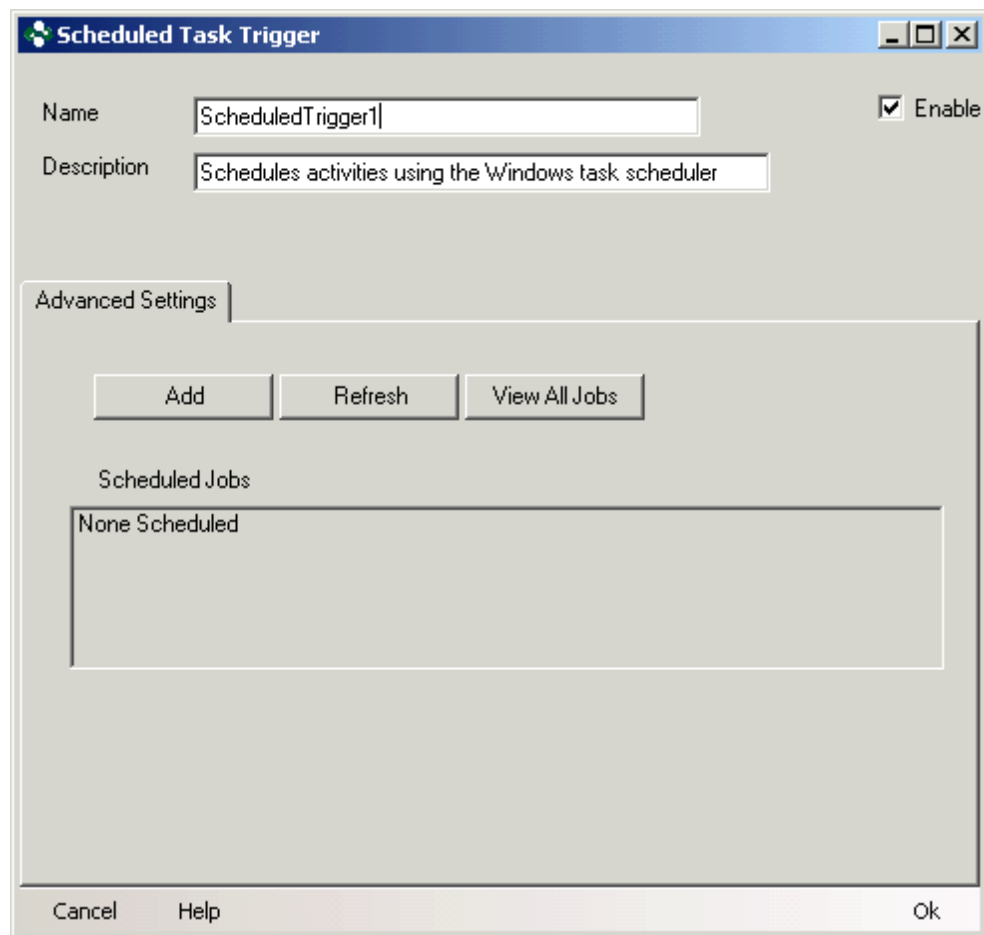 Scheduled Task Trigger
Name ScheduledTrigger1 Enable
Description Schedules activities using the Windows task scheduler
Advanced Settings
Add Refresh View All Jobs
Scheduled Jobs
None Scheduled
Cancel Help Ok